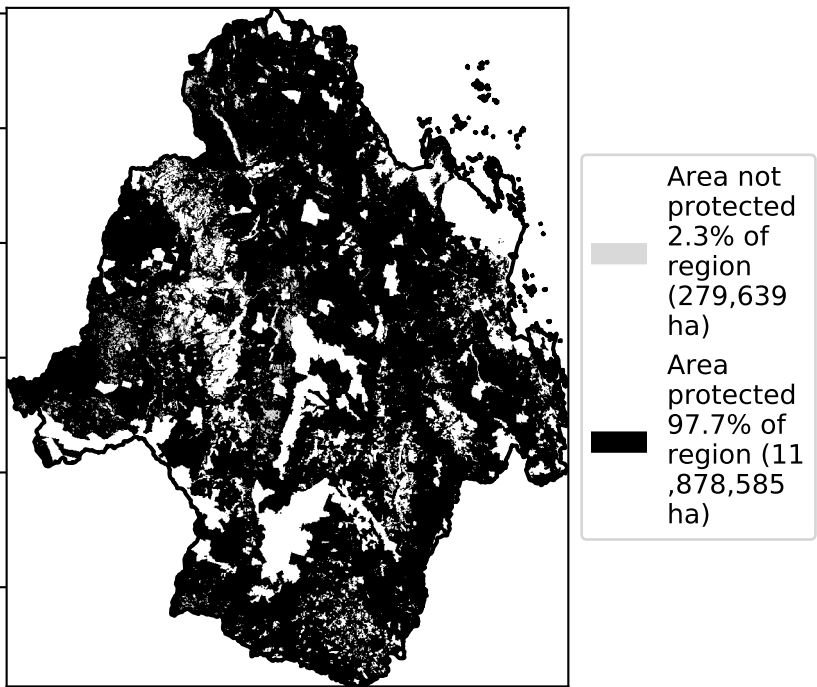 Area not
protected
2.3% of
region
(279,639
ha)
Area
protected
97.7% of
region (11
,878,585
ha)